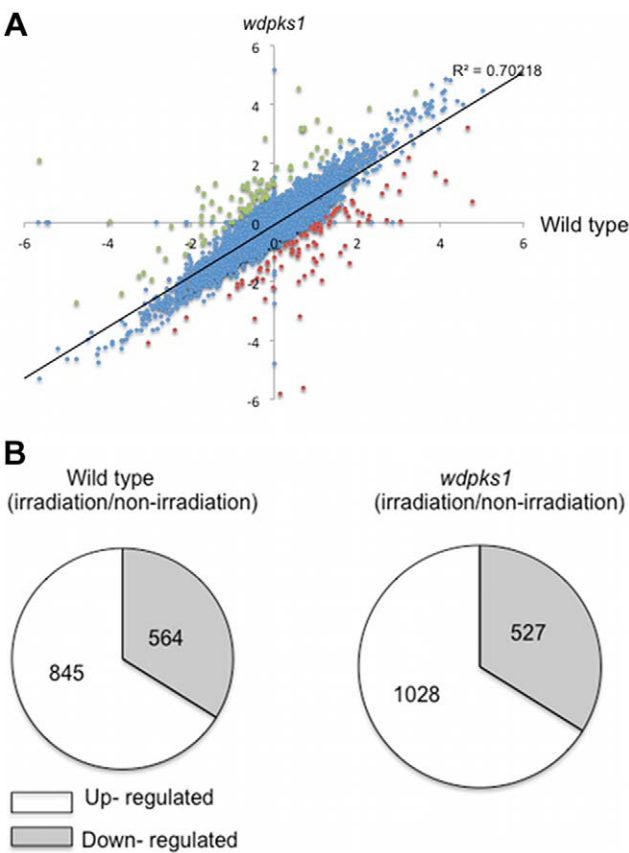 A
wdpks1
R² = 0.70218
6
4
2
0
-6 -4 -2 0 2 4 6 Wild type
-2
-4
-6
B
Wild type wdpks1
(irradiation/non-irradiation) (irradiation/non-irradiation)
564 527
845 1028
Up- regulated
Down- regulated